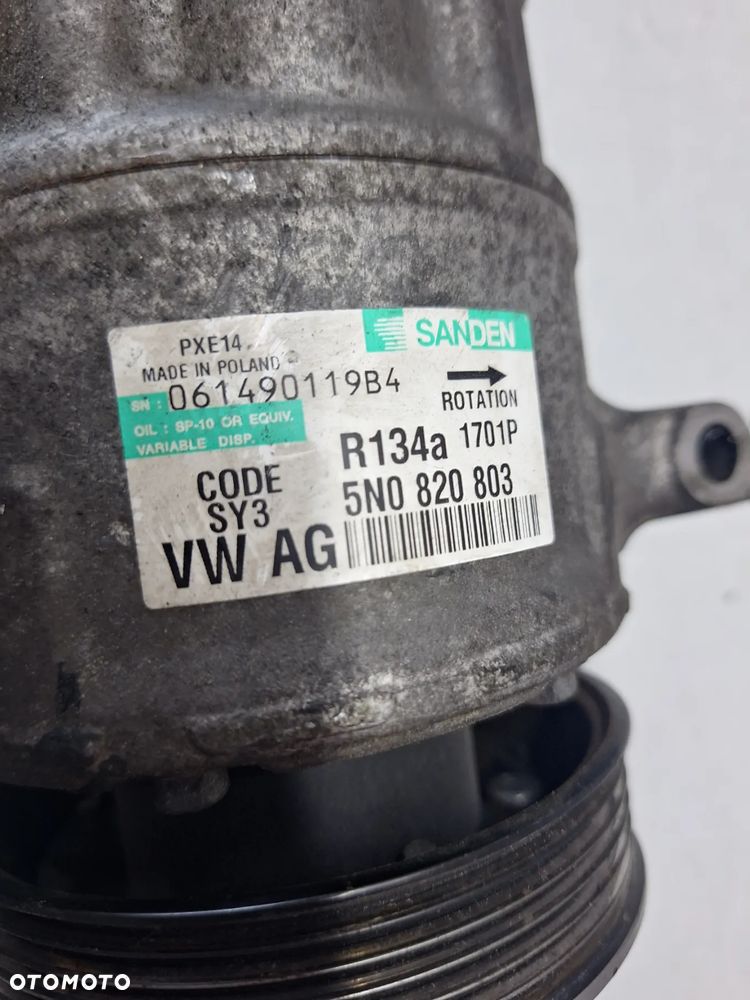 SANDEN
PXE14
MADE IN POLAND
SN : 061490119B4
ROTATION
OIL : SP-10 OR EQUIV.
VARIABLE DISP.
R134a 1701P
CODE
SY3
5N0 820 803
VW AG
OTOMOTO
OTOMOTO